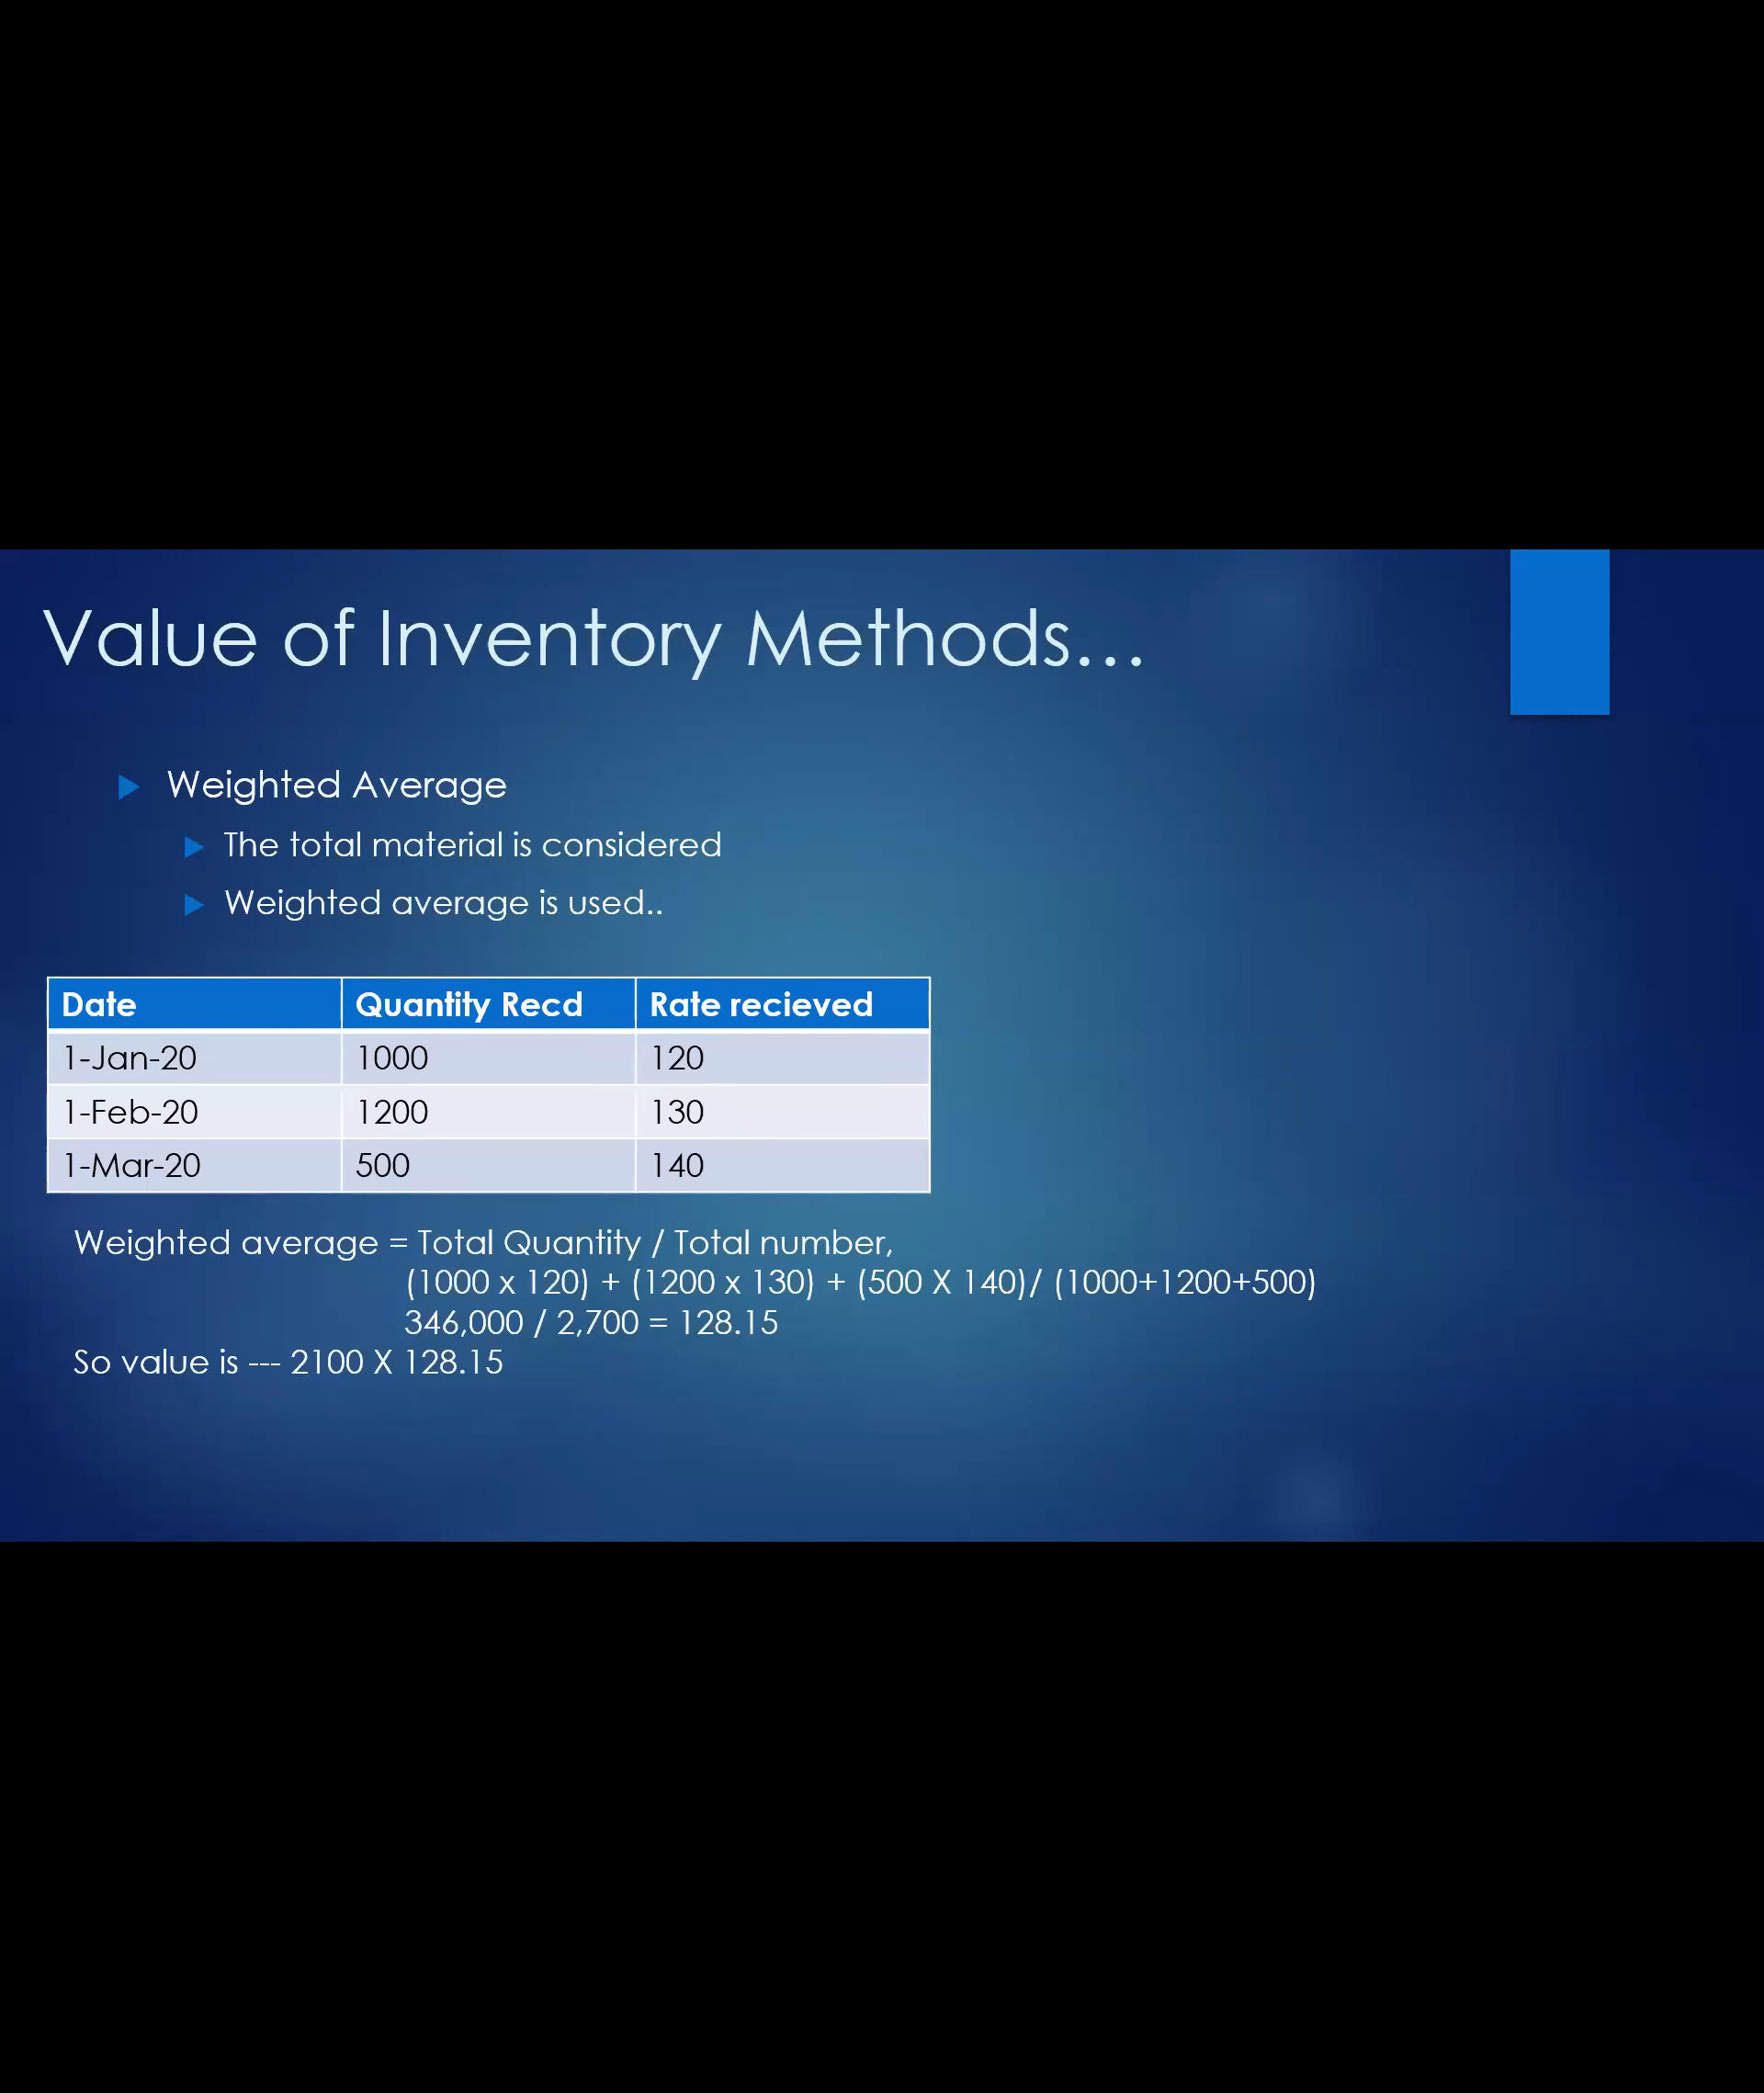 Value of Inventory Methods...
Weighted Average
The total material is considered
Weighted average is used..
Date Quantity Recd Rate recieved
1-Jan-20 1000 120
1-Feb-20 1200 130
1-Mar-20 500 140
Weighted average = Total Quantity / Total number,
(1000 x 120) + (1200 x 130) + (500 X 140)/ (1000+1200+500)
346,000 / 2,700 = 128.15
So value is --- 2100 X 128.15